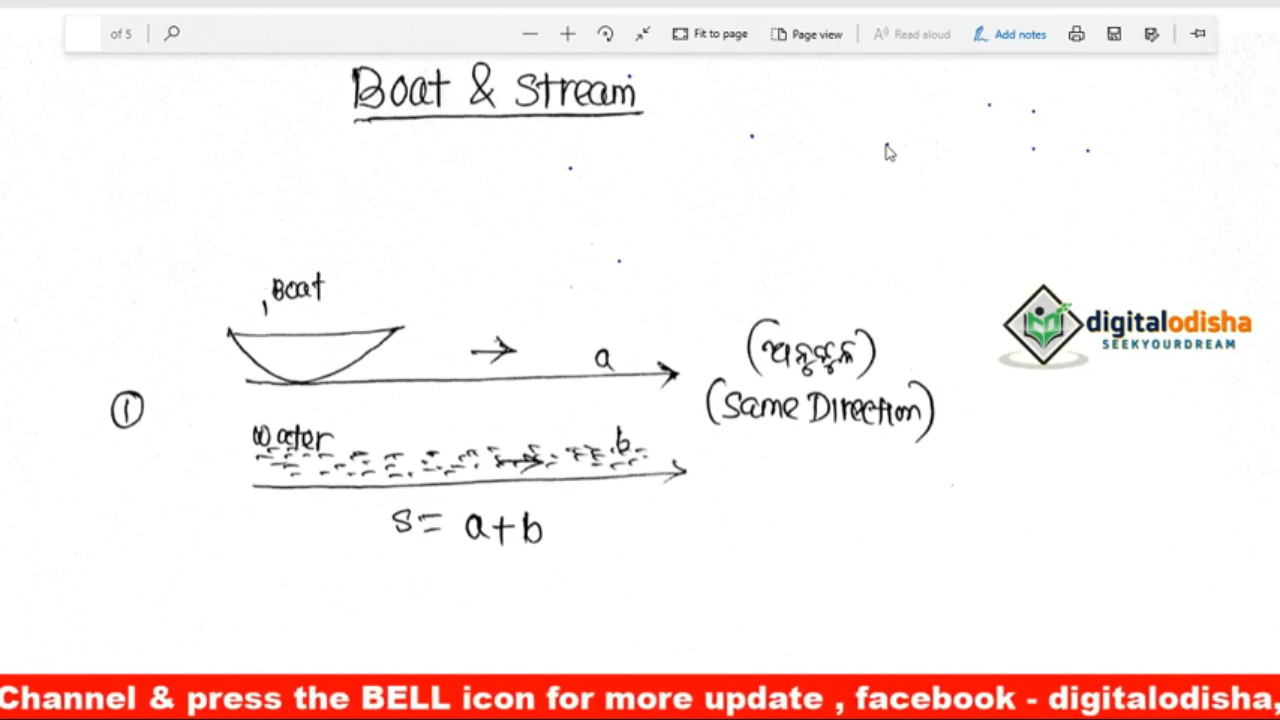 of 5 Fit to page Page view Read aloud Add notes
Boat & Stream
Boat
a
(ଅନୁକୂଳ)
(Same Direction)
digitalodisha
SEEKYOURDREAM
1
Water
b
S = a+b
Channel & press the BELL icon for more update , facebook - digitalodisha,